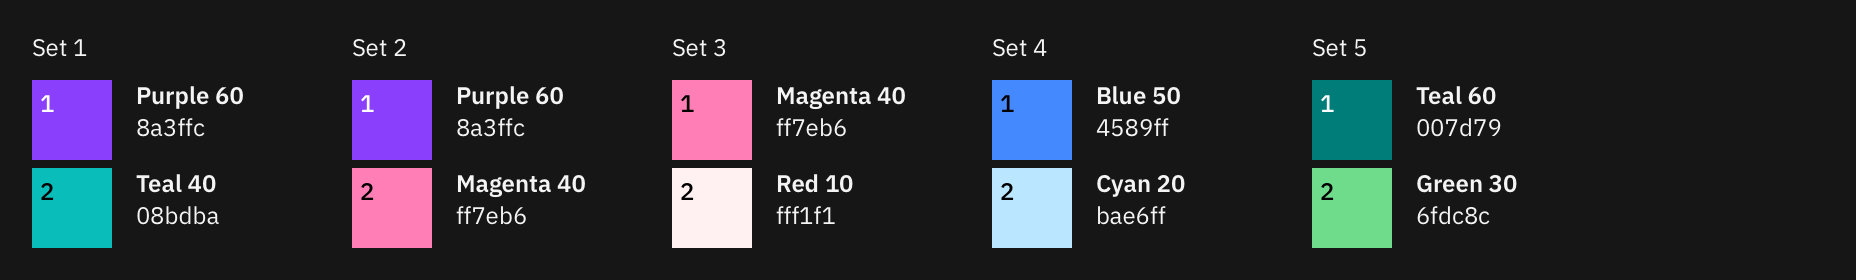 Set 1
1
Purple 60
8a3ffc
2
Teal 40
08bdba
Set 2
1
Purple 60
8a3ffc
2
Magenta 40
ff7eb6
Set 3
1
Magenta 40
ff7eb6
2
Red 10
fff1f1
Set 4
1
Blue 50
4589ff
2
Cyan 20
bae6ff
Set 5
1
Teal 60
007d79
2
Green 30
6fdc8c